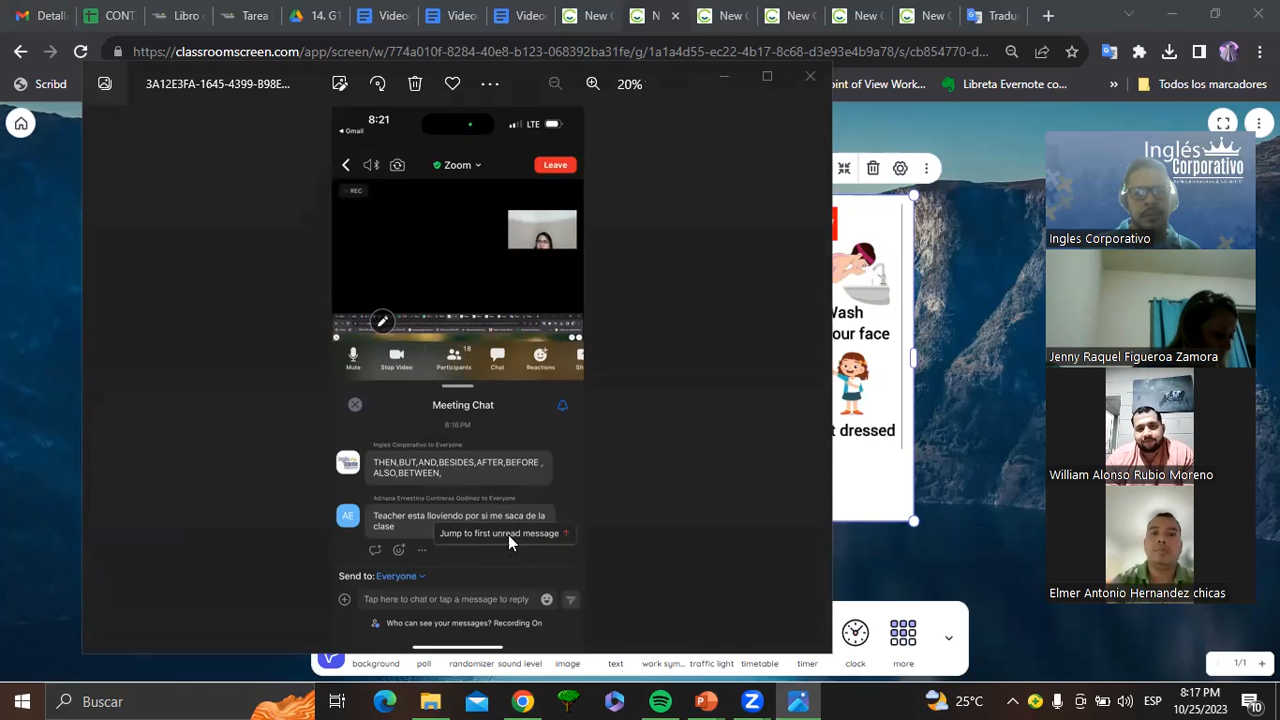 Detal
CONT
Libro
Tarea
14. G1
Video
Video
Video
New C
N
New C
New C
New C
New C
Tradu
https://classroomscreen.com/app/screen/w/774a010f-8284-40e8-b123-068392ba31fe/g/1a1a4d55-ec22-4b17-8c68-d3e93e4b9a78/s/cb854770-d...
Scribd
3A12E3FA-1645-4399-B98E...
20%
oint of View Work...
Libreta Evernote co...
Todos los marcadores
8:21
Gmail
LTE
Zoom
Leave
REC
Mute
Stop Video
18
Participants
Chat
Reactions
Meeting Chat
8:16 PM
Ingles Corporativo to Everyone
THEN,BUT,AND,BESIDES,AFTER,BEFORE ,
ALSO,BETWEEN,
Adriana Ernestina Contreras Godinez to Everyone
AE
Teacher esta lloviendo por si me saca de la
clase
Jump to first unread message
Send to: Everyone
Tap here to chat or tap a message to reply
Who can see your messages? Recording On
Wash
our face
t dressed
Inglés
Corporativo
Ingles Corporativo
Jenny Raquel Figueroa Zamora
William Alonso Rubio Moreno
Elmer Antonio Hernández chias
background
poll
randomizer
sound level
image
text
work sym...
traffic light
timetable
timer
clock
more
1/1
Buscar
25°C
ESP
8:17 PM
10/25/2023
10